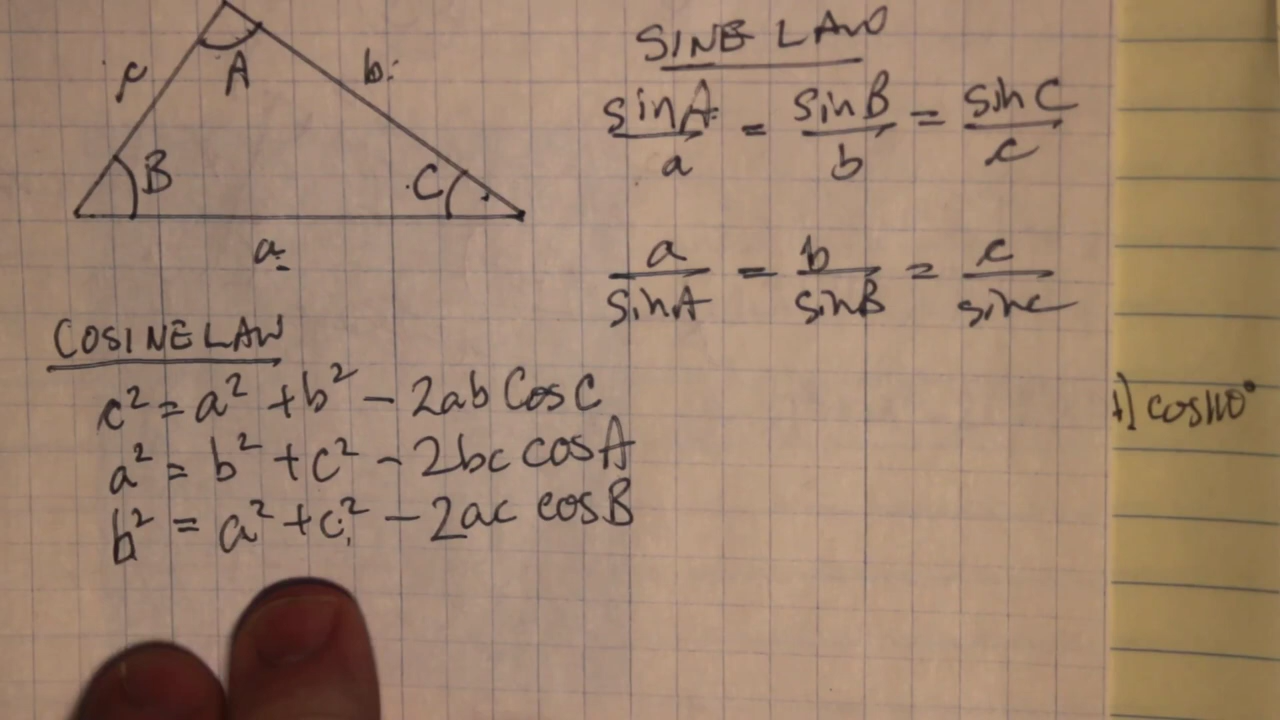 A
c
b
B
C
a
SINE LAW
sinA/a = sinB/b = sinC/c
a/sinA = b/sinB = c/sinc
COSINE LAW
c² = a² + b² - 2ab Cos C
a² = b² + c² - 2bc cosA
b² = a² + c² - 2ac cosB
cos110°